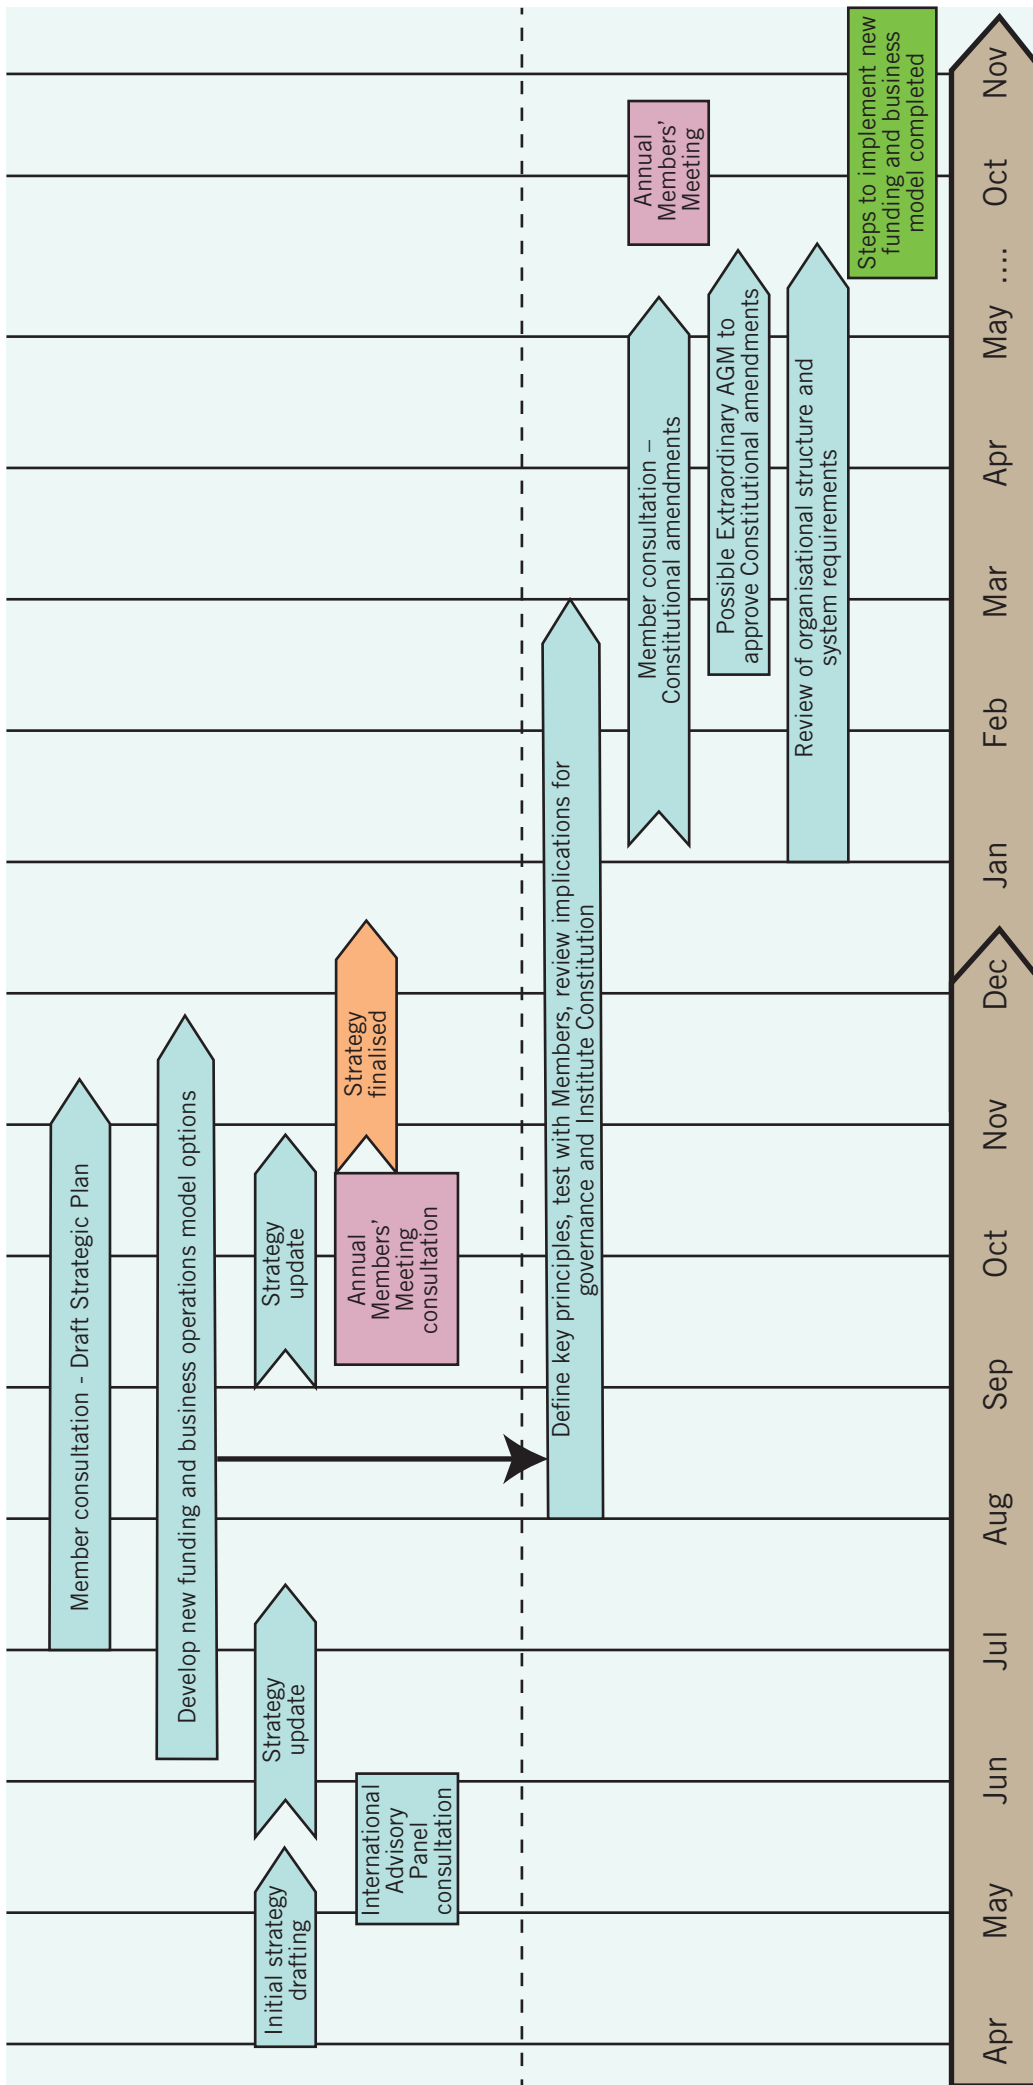 Member consultation - Draft Strategic Plan
Develop new funding and business operations model options
Initial strategy
drafting
Strategy
update
Strategy
update
International
Advisory
Panel
consultation
Annual
Members’
Meeting
consultation
Strategy
finalised
Define key principles, test with Members, review implications for
governance and Institute Constitution
Member consultation –
Constitutional amendments
Annual
Members’
Meeting
Possible Extraordinary AGM to
approve Constitutional amendments
Review of organisational structure and
system requirements
Steps to implement new
funding and business
model completed
Apr May Jun Jul Aug Sep Oct Nov Dec Jan Feb Mar Apr May .... Oct Nov